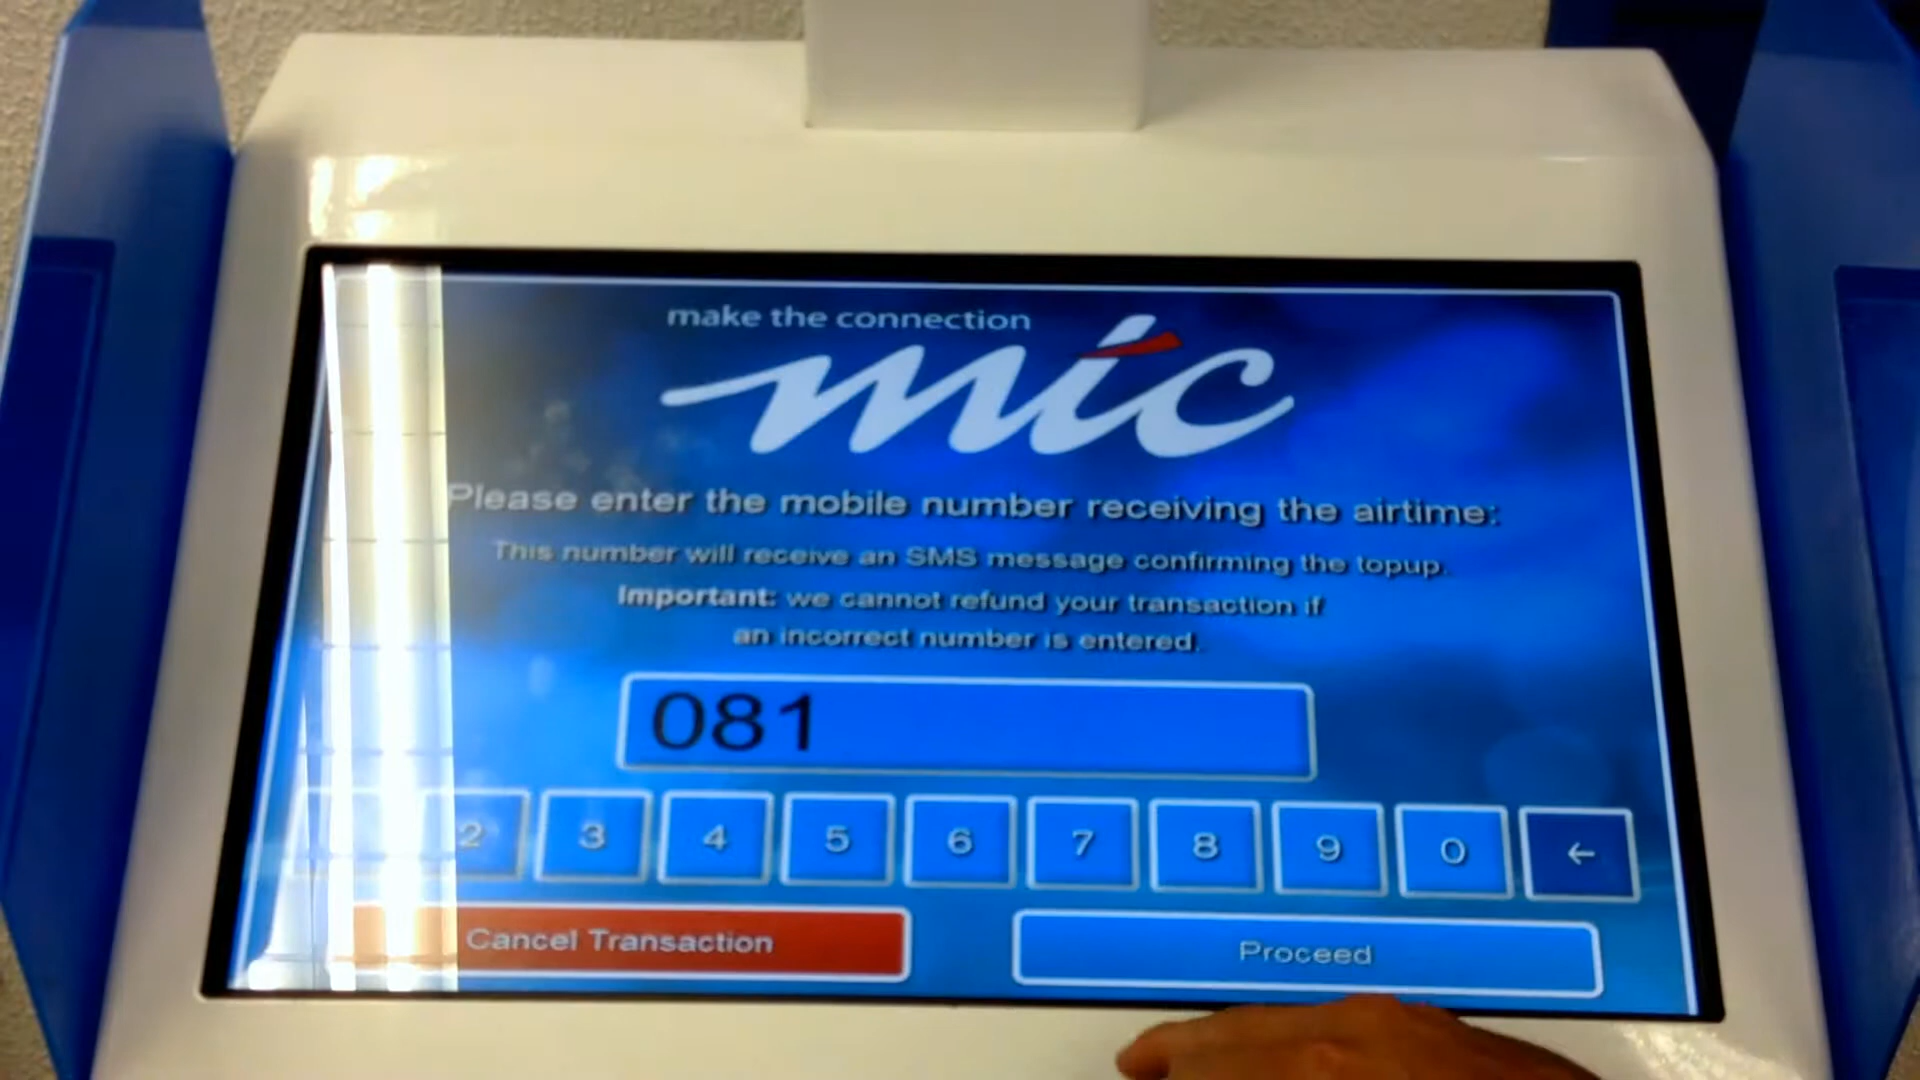 make the connection
mtc
Please enter the mobile number receiving the airtime:
This number will receive an SMS message confirming the topup.
Important: we cannot refund your transaction if
an incorrect number is entered.
081
2 3 4 5 6 7 8 9 0 ←
Cancel Transaction Proceed